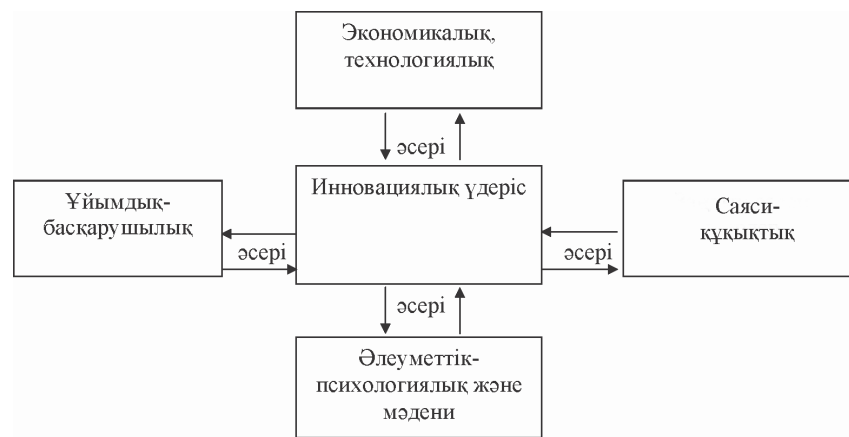 Экономикалық,
технологиялық
әсері
Инновациялық үдеріс
Ұйымдық-
басқарушылық
әсері
Саяси-
құқықтық
әсері
әсері
Әлеуметтік-
психологиялық және
мәдени